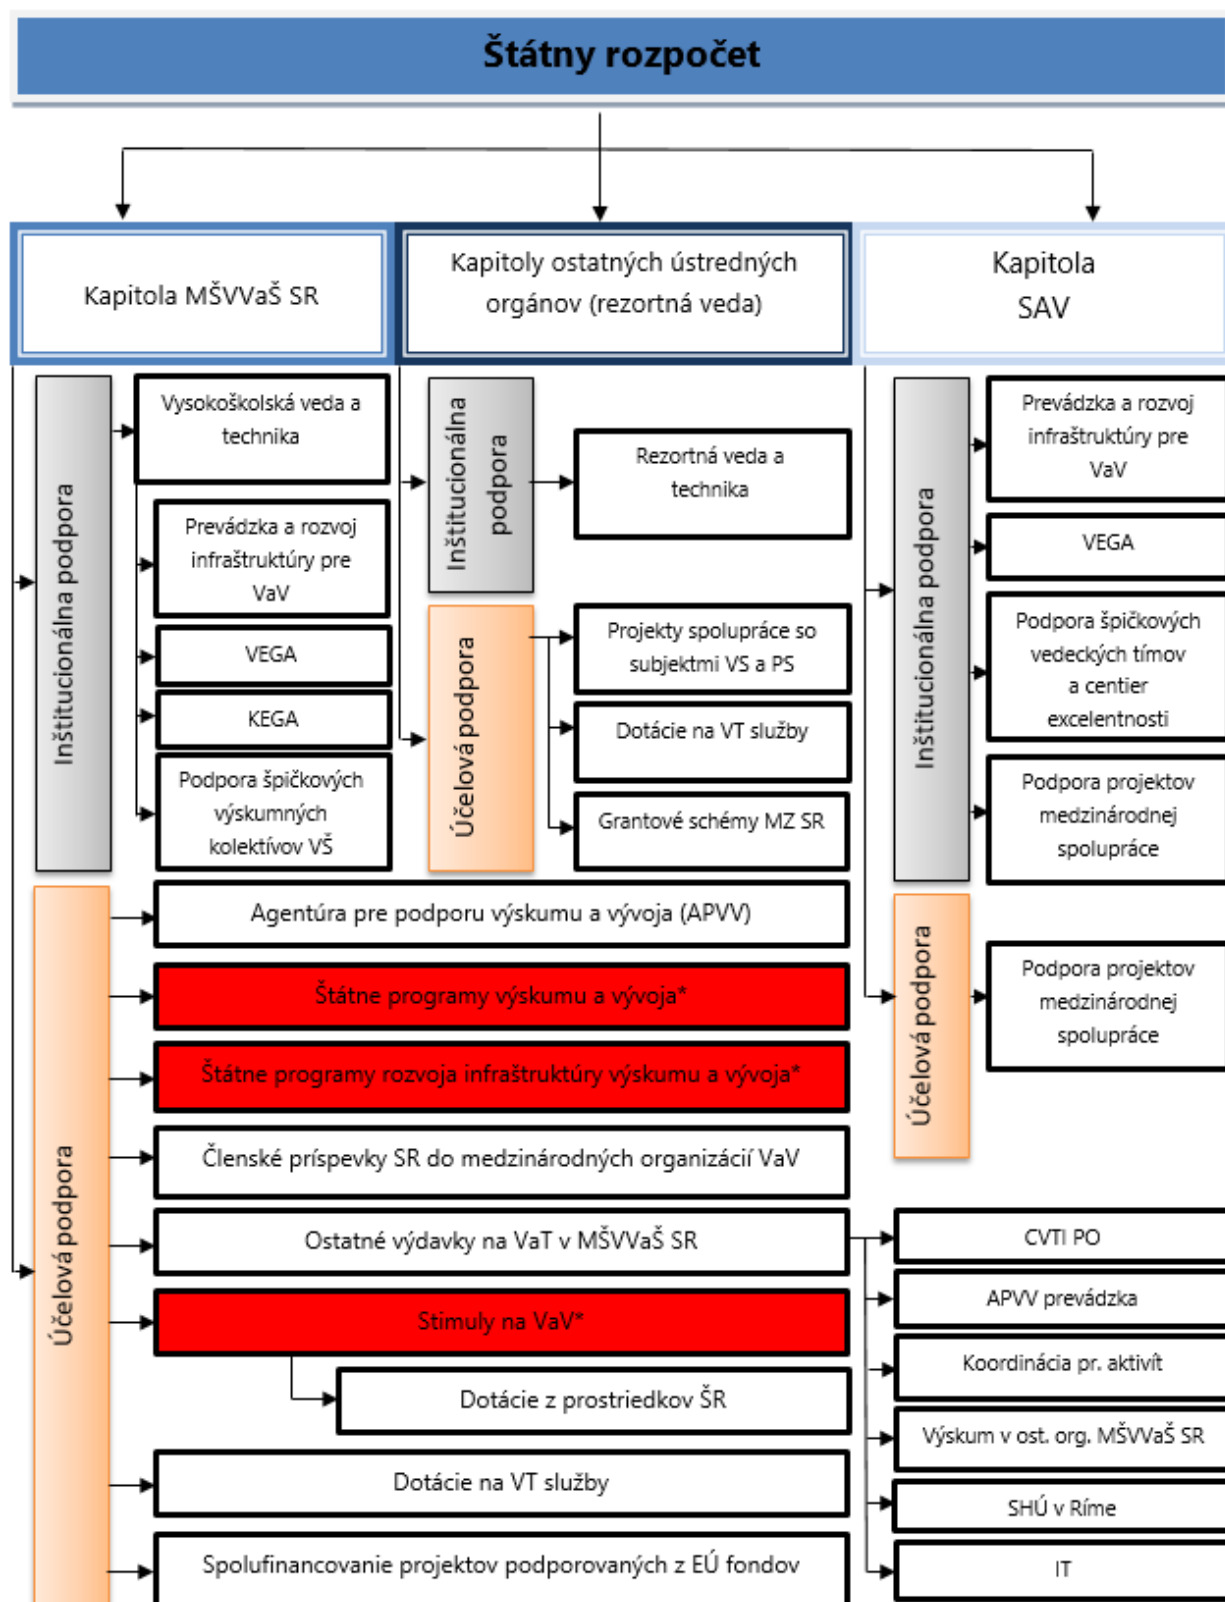 Štátny rozpočet
Kapitola MŠVVaŠ SR
Kapitoly ostatných ústredných
orgánov (rezortná veda)
Kapitola
SAV
Inštitucionálna podpora
Vysokoškolská veda a
technika
Prevádzka a rozvoj
infraštruktúry pre
VaV
VEGA
KEGA
Podpora špičkových
výskumných
kolektívov VŠ
Inštitucionálna
podpora
Rezortná veda a
technika
Účelová podpora
Projekty spolupráce so
subjektmi VS a PS
Dotácie na VT služby
Grantové schémy MZ SR
Inštitucionálna podpora
Prevádzka a rozvoj
infraštruktúry pre
VaV
VEGA
Podpora špičkových
vedeckých tímov
a centier
excelentnosti
Podpora projektov
medzinárodnej
spolupráce
Účelová podpora
Podpora projektov
medzinárodnej
spolupráce
Účelová podpora
Agentúra pre podporu výskumu a vývoja (APVV)
Štátne programy výskumu a vývoja*
Štátne programy rozvoja infraštruktúry výskumu a vývoja*
Členské príspevky SR do medzinárodných organizácií VaV
Ostatné výdavky na VaT v MŠVVaŠ SR
Stimuly na VaV*
Dotácie z prostriedkov ŠR
Dotácie na VT služby
Spolufinancovanie projektov podporovaných z EÚ fondov
CVTI PO
APVV prevádzka
Koordinácia pr. aktivít
Výskum v ost. org. MŠVVaŠ SR
SHÚ v Ríme
IT